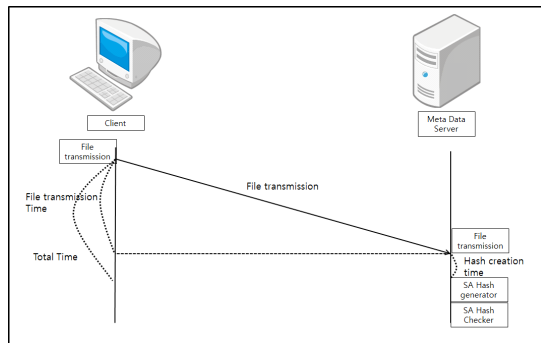 Client
Meta Data
Server
File
transmission
File transmission
File transmission
Time
Total Time
File
transmission
Hash creation
time
SA Hash
generator
SA Hash
Checker